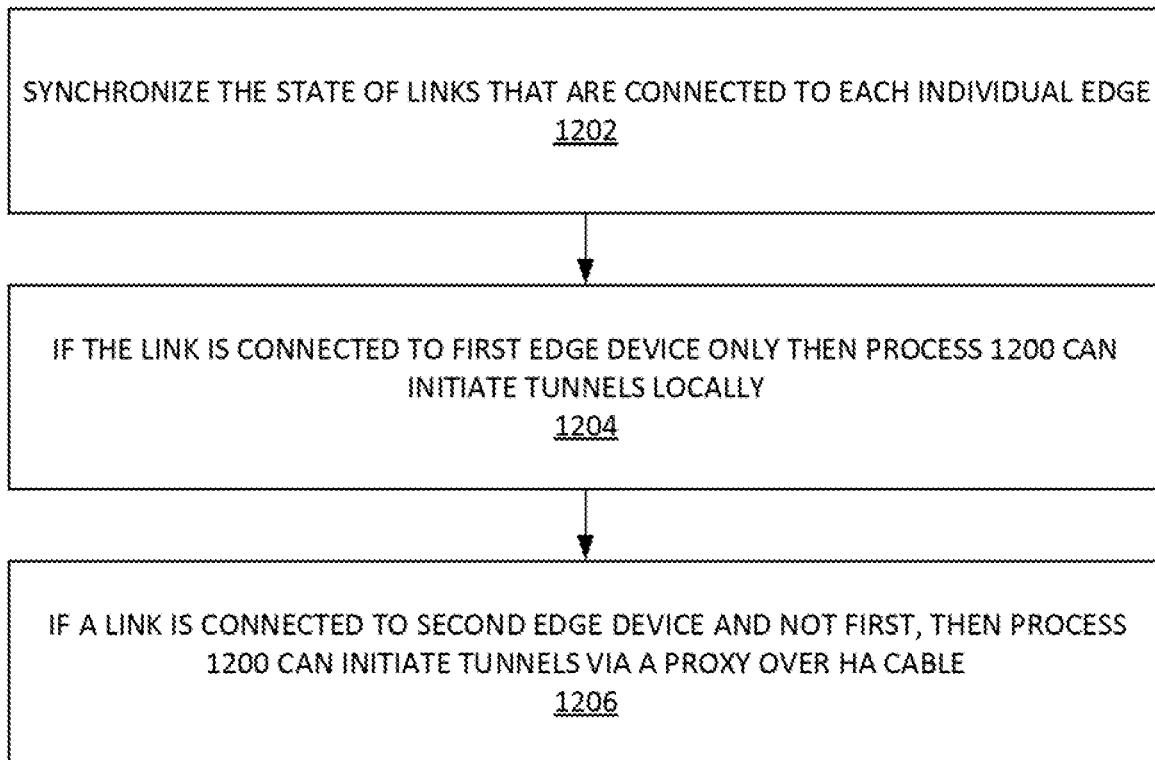 SYNCHRONIZE THE STATE OF LINKS THAT ARE CONNECTED TO EACH INDIVIDUAL EDGE
1202
IF THE LINK IS CONNECTED TO FIRST EDGE DEVICE ONLY THEN PROCESS 1200 CAN
INITIATE TUNNELS LOCALLY
1204
IF A LINK IS CONNECTED TO SECOND EDGE DEVICE AND NOT FIRST, THEN PROCESS
1200 CAN INITIATE TUNNELS VIA A PROXY OVER HA CABLE
1206